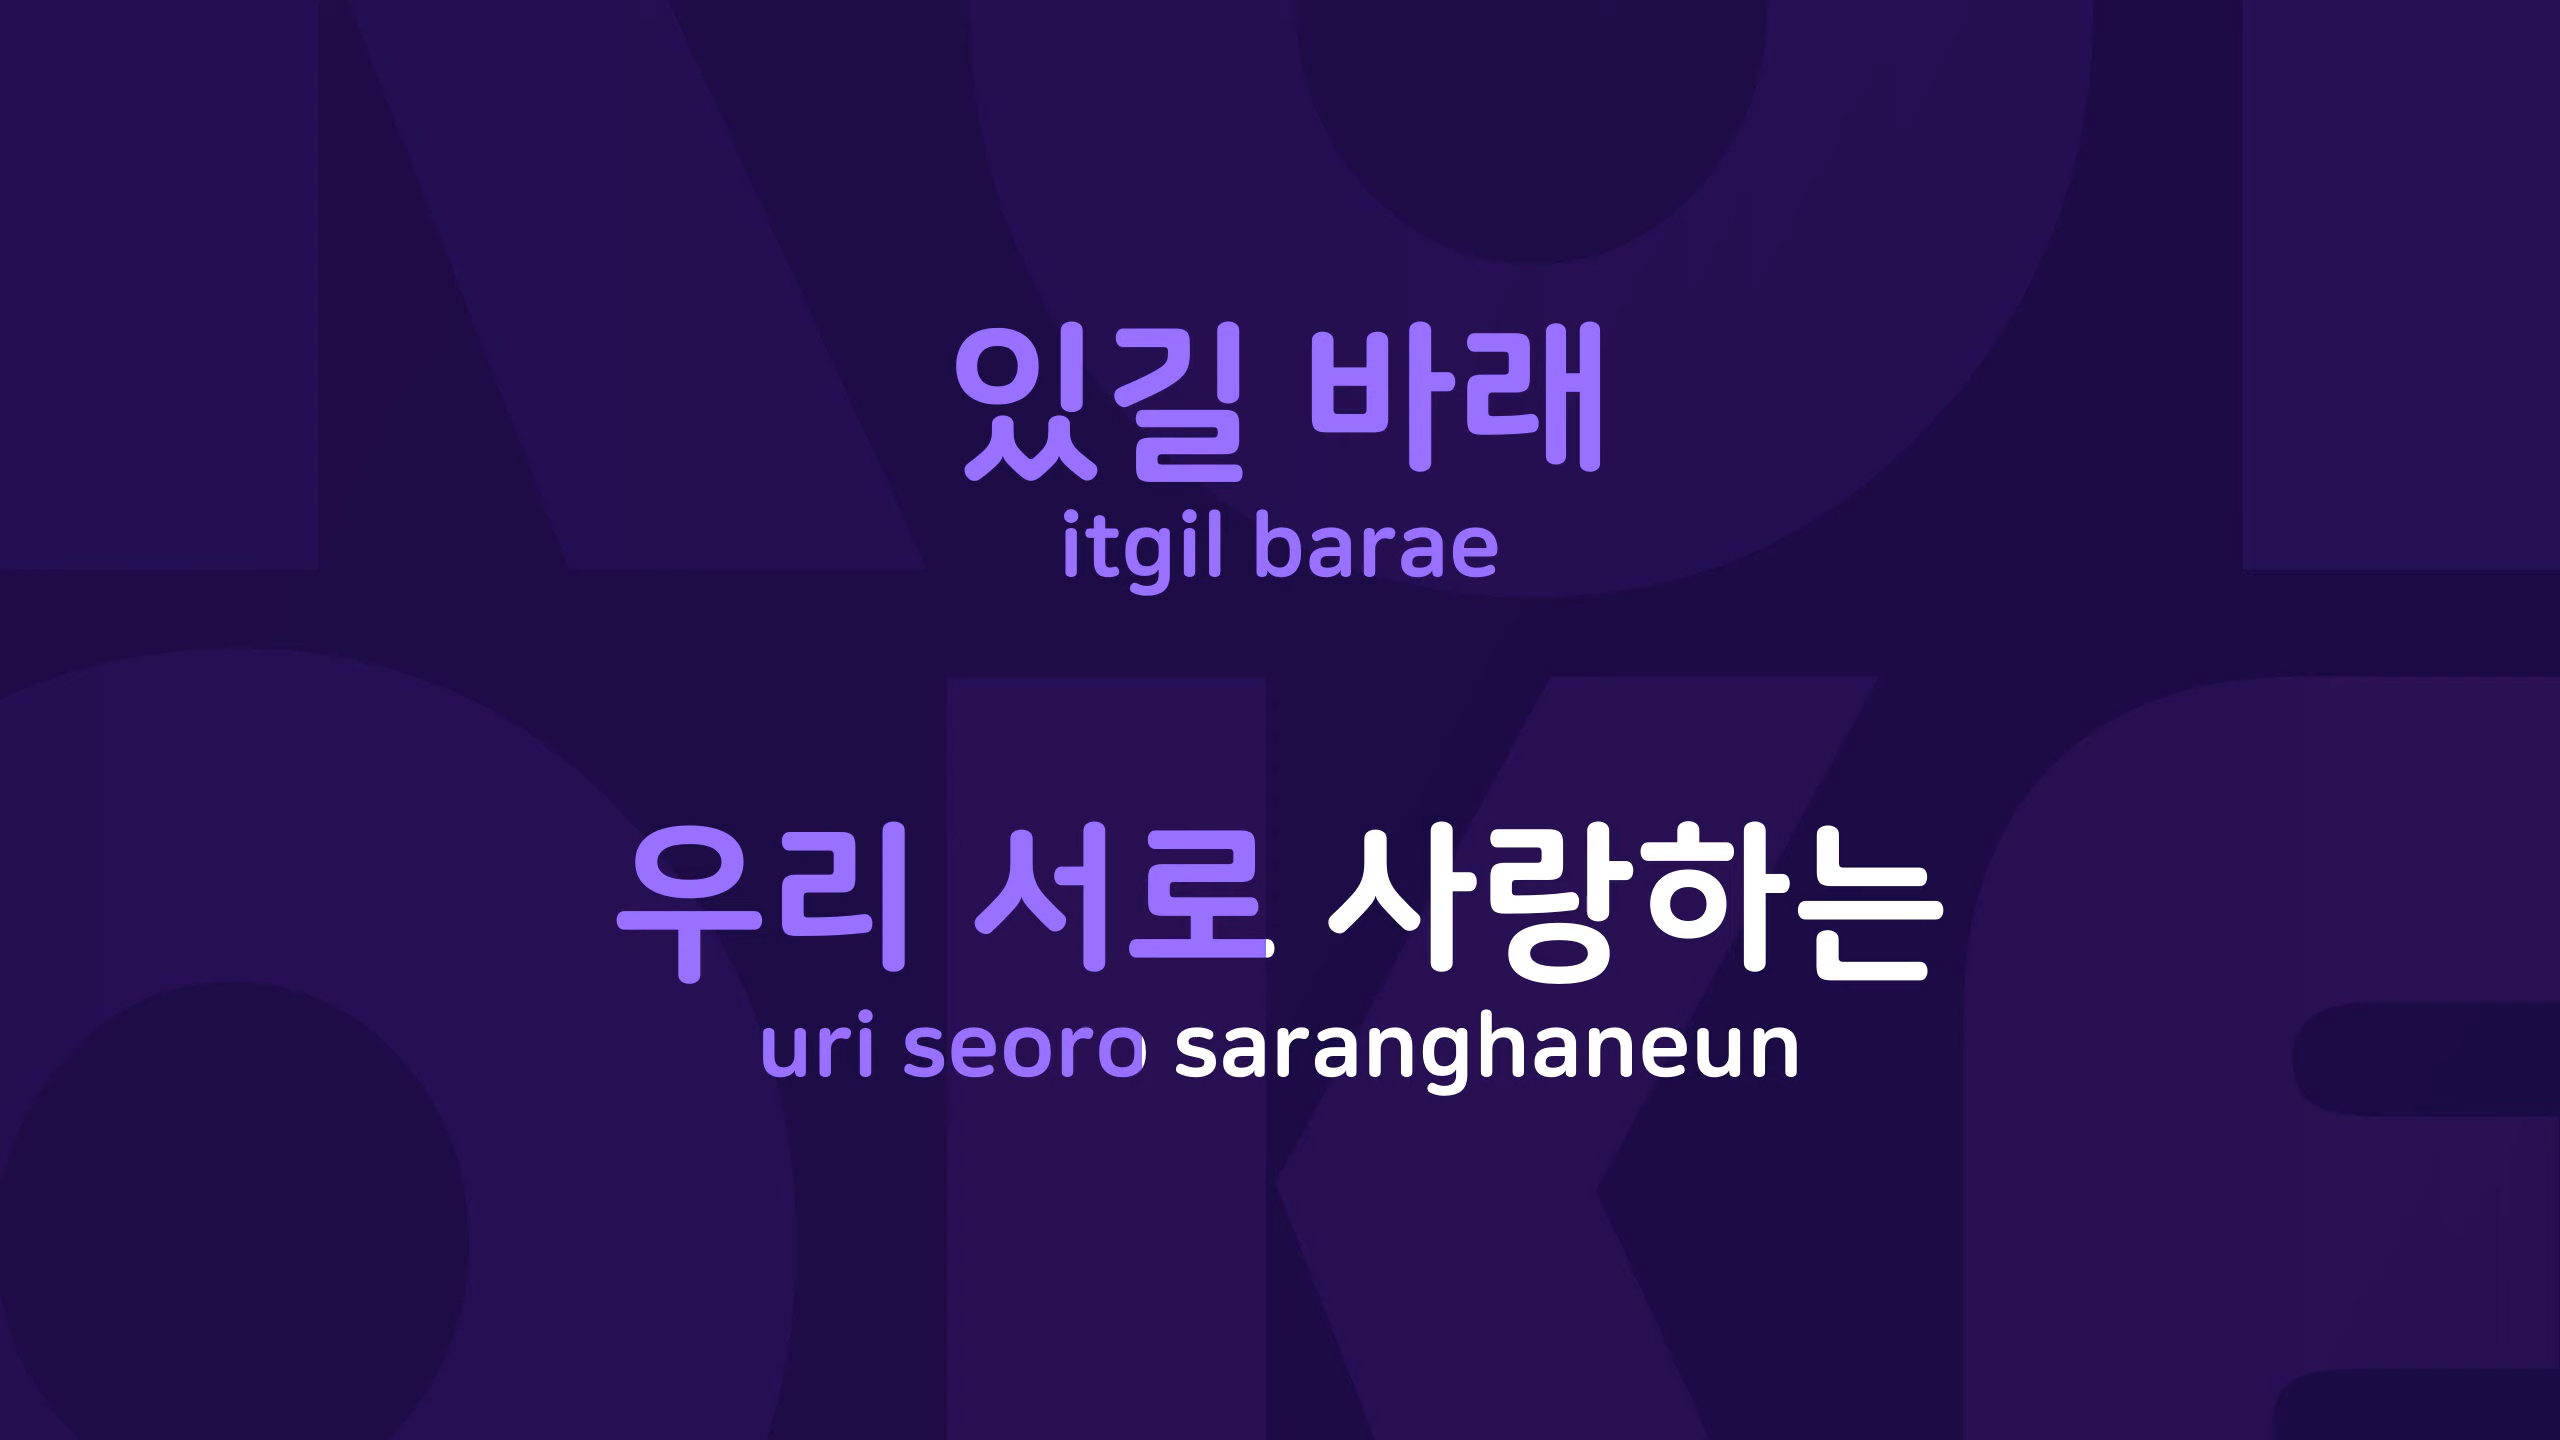 있길 바래
itgil barae
우리 서로 사랑하는
uri seoro saranghaneun